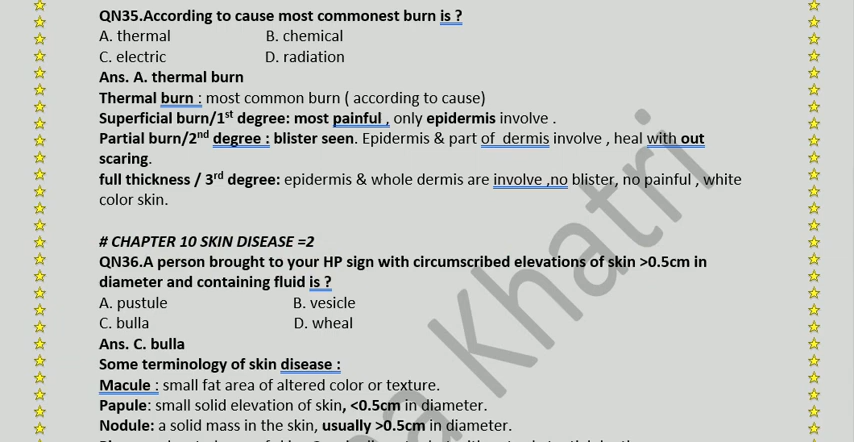 QN35.According to cause most commonest burn is ?
A. thermal B. chemical
C. electric D. radiation
Ans. A. thermal burn
Thermal burn : most common burn ( according to cause)
Superficial burn/1st degree: most painful , only epidermis involve .
Partial burn/2nd degree : blister seen. Epidermis & part of dermis involve , heal with out
scaring.
full thickness / 3rd degree: epidermis & whole dermis are involve ,no blister, no painful , white
color skin.
# CHAPTER 10 SKIN DISEASE =2
QN36.A person brought to your HP sign with circumscribed elevations of skin >0.5cm in
diameter and containing fluid is ?
A. pustule B. vesicle
C. bulla D. wheal
Ans. C. bulla
Some terminology of skin disease :
Macule : small fat area of altered color or texture.
Papule: small solid elevation of skin, <0.5cm in diameter.
Nodule: a solid mass in the skin, usually >0.5cm in diameter.
Khatri